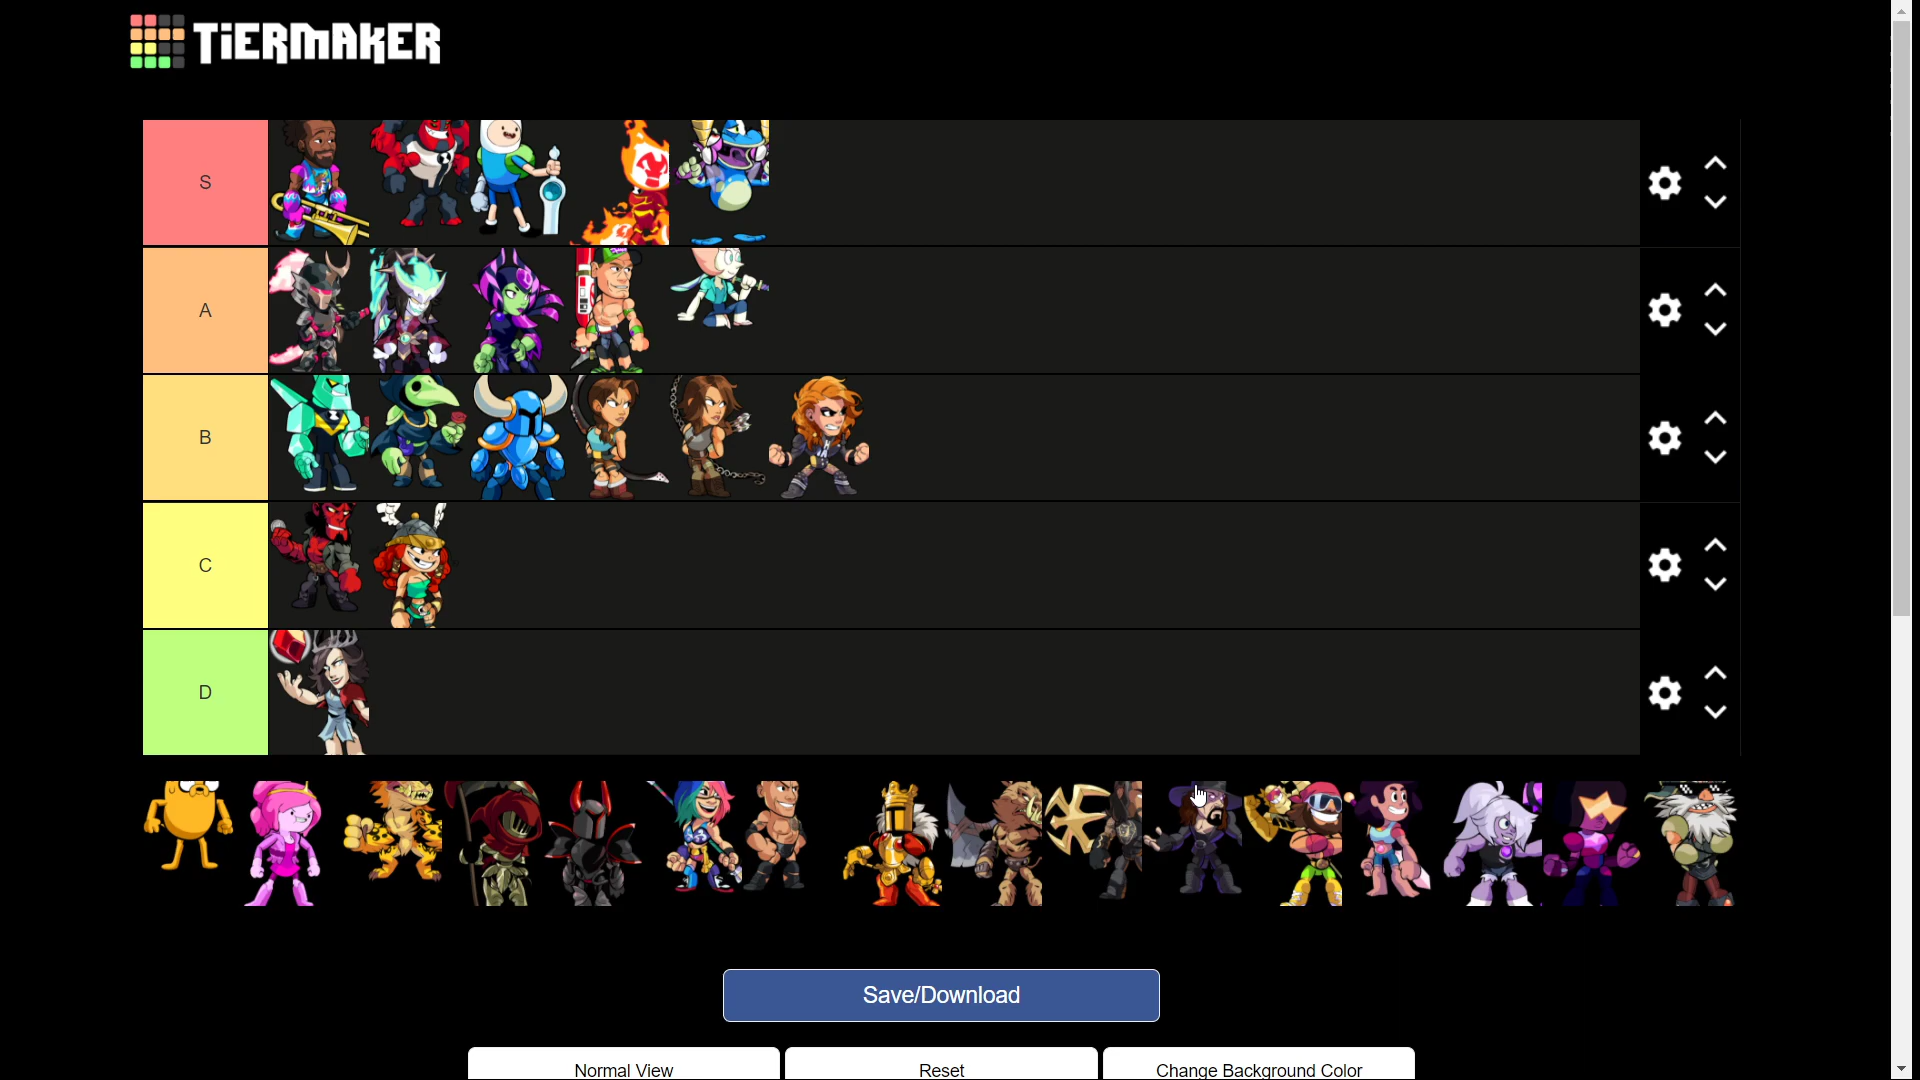 TiERMAKER
S
A
B
C
D
Save/Download
Normal View
Reset
Change Background Color